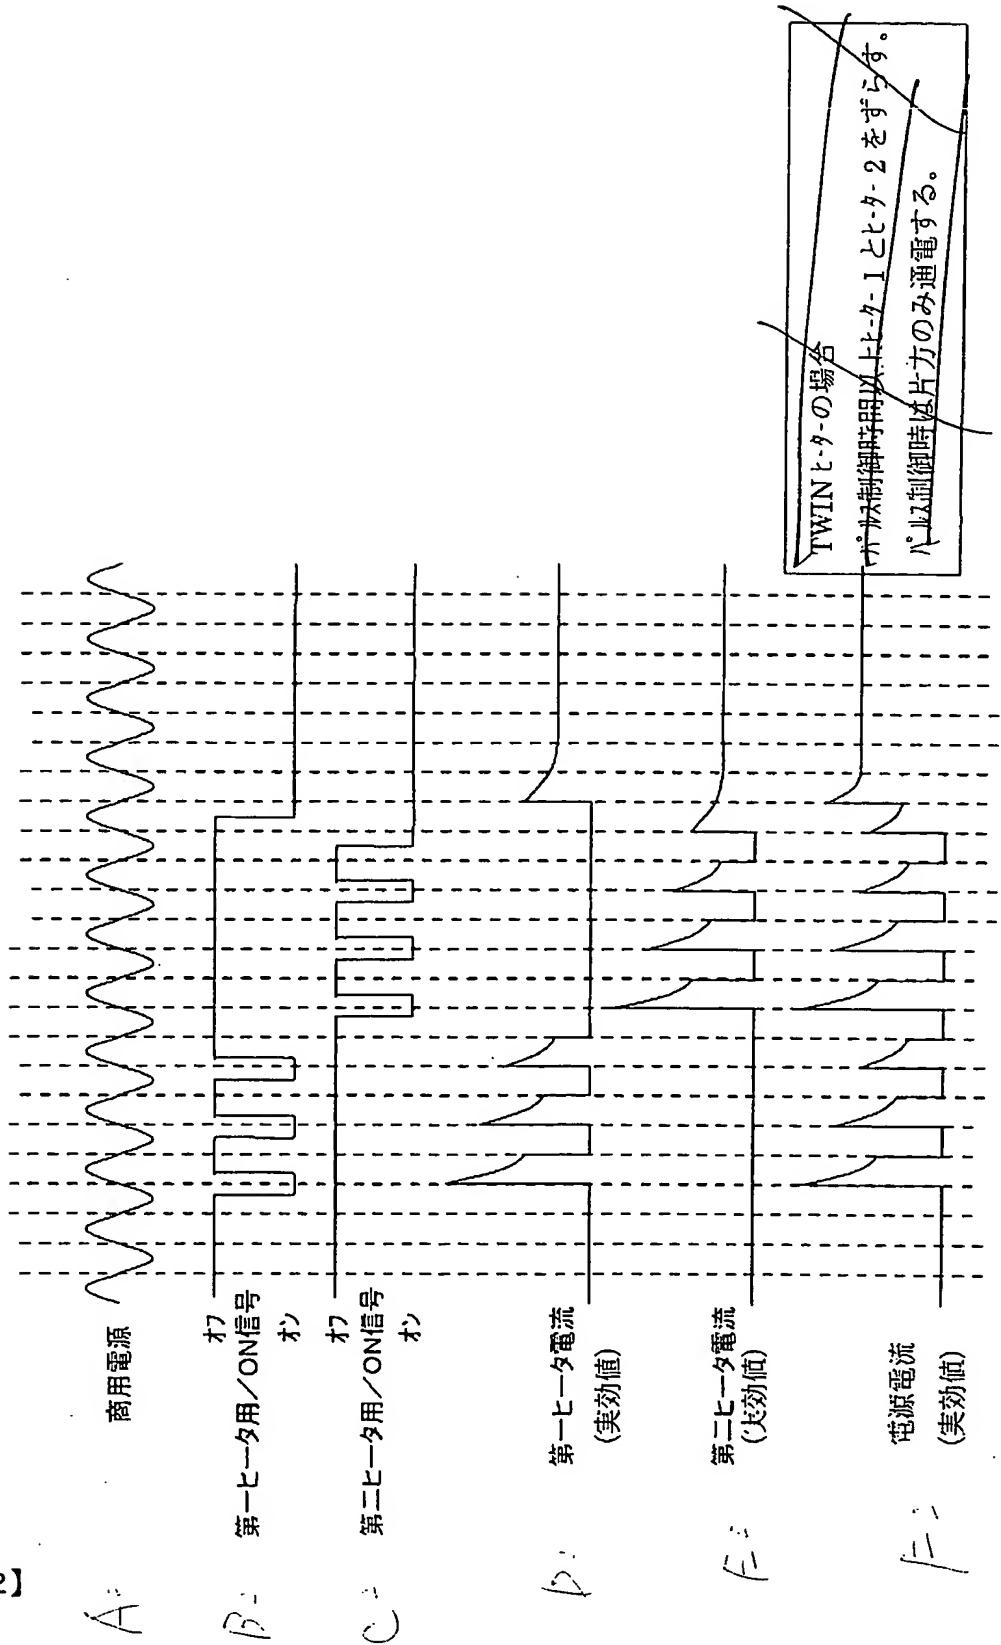 2】
A:
商用電源
B:
オフ
第一ヒータ用/ON信号
オン
C:
オフ
第二ヒータ用/ON信号
オン
D:
第一ヒータ電流
(実効値)
E:
第二ヒータ電流
(実効値)
F:
電源電流
(実効値)
TWINヒーターの場合
パルス制御時間以上ヒーター1とヒーター2をずらす。
パルス制御時は片方のみ通電する。